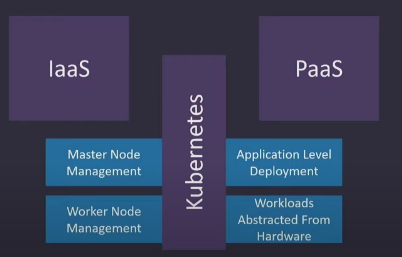 IaaS
PaaS
Kubernetes
Master Node
Management
Application Level
Deployment
Worker Node
Management
Workloads
Abstracted From
Hardware